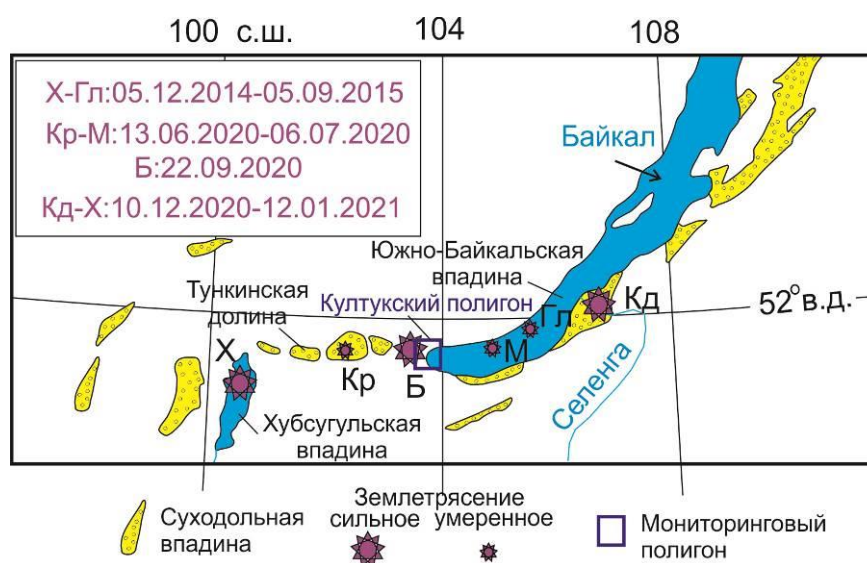 100 с.ш. 104 108
Х-Гл:05.12.2014-05.09.2015
Кр-М:13.06.2020-06.07.2020
Б:22.09.2020
Кд-Х:10.12.2020-12.01.2021
Байкал
Южно-Байкальская
впадина
Тункинская
долина
Култукский полигон
Гл
Кд
52°в.д.
Х
Кр
Б
М
Селенга
Хубсугульская
впадина
Суходольная
впадина
Землетрясение
сильное умеренное
Мониторинговый
полигон